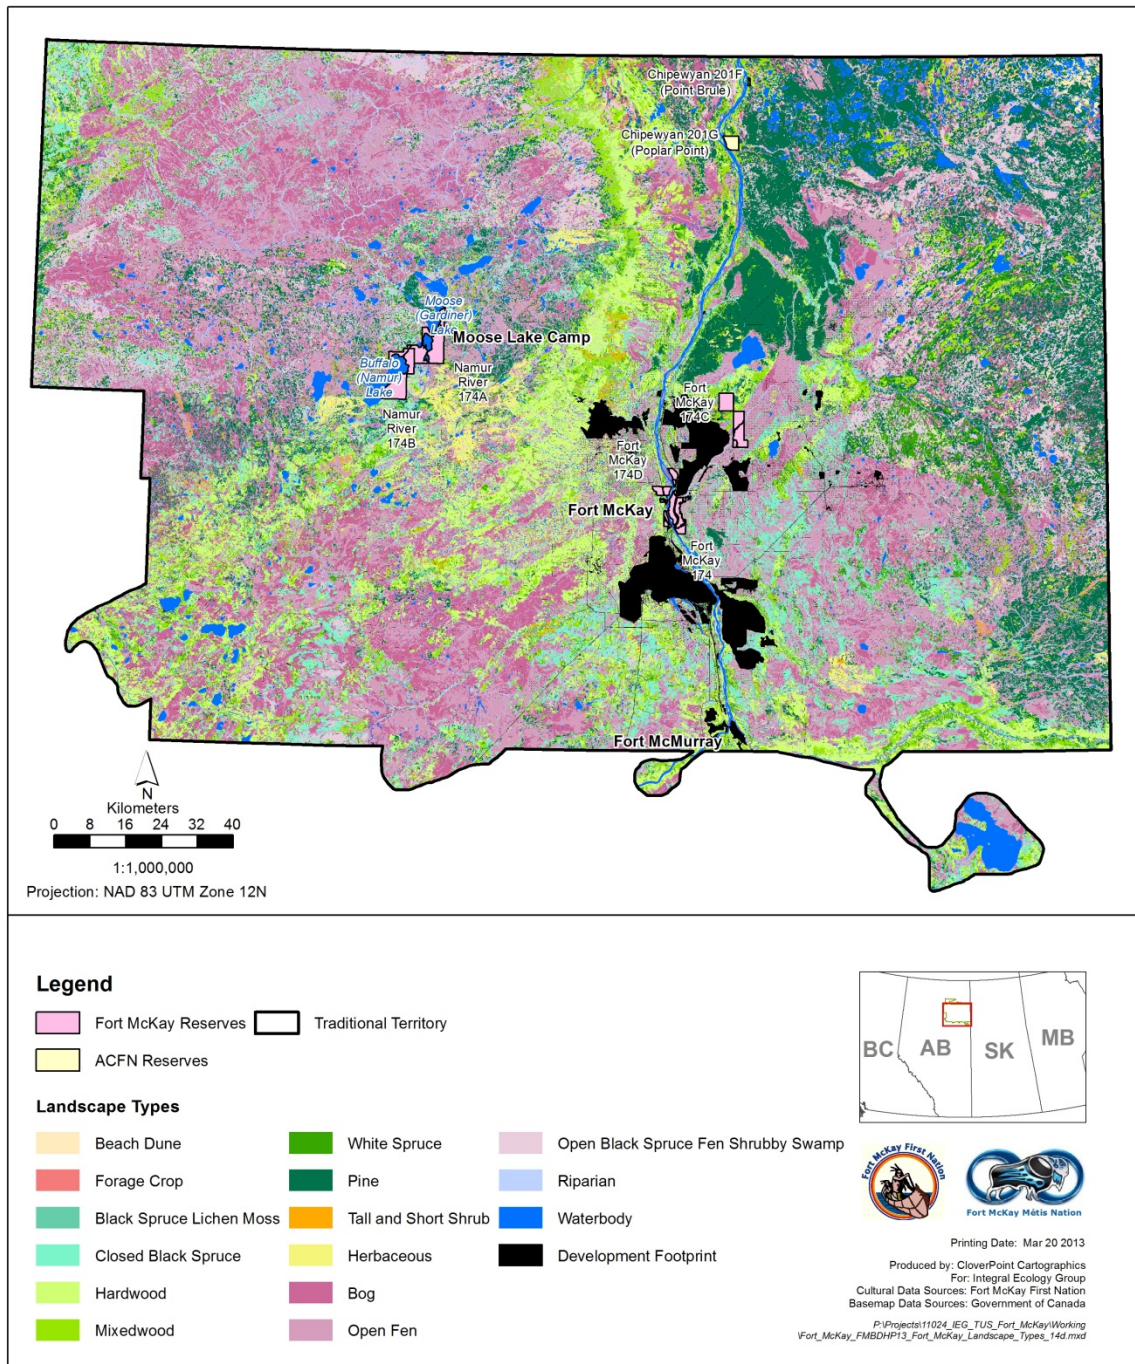 Chipewyan 201F
(Point Brule)
Chipewyan 201G
(Poplar Point)
Moose
(Gardiner)
Lake
Moose Lake Camp
Buffalo
(Namur)
Lake
Namur
River
174A
Namur
River
174B
Fort
McKay
174C
Fort
McKay
174D
Fort McKay
Fort
McKay
174
Fort McMurray
N
Kilometers
0 8 16 24 32 40
1:1,000,000
Projection: NAD 83 UTM Zone 12N
Legend
Fort McKay Reserves
Traditional Territory
ACFN Reserves
Landscape Types
Beach Dune
Forage Crop
Black Spruce Lichen Moss
Closed Black Spruce
Hardwood
Mixedwood
White Spruce
Pine
Tall and Short Shrub
Herbaceous
Bog
Open Fen
Open Black Spruce Fen Shrubby Swamp
Riparian
Waterbody
Development Footprint
BC
AB
SK
MB
Fort McKay First Nation
Fort McKay Métis Nation
Printing Date: Mar 20 2013
Produced by: CloverPoint Cartographics
For: Integral Ecology Group
Cultural Data Sources: Fort McKay First Nation
Basemap Data Sources: Government of Canada
P:\Projects\11024_IEG_TUS_Fort_McKay\Working
\Fort_McKay_FMBDHP13_Fort_McKay_Landscape_Types_14d.mxd